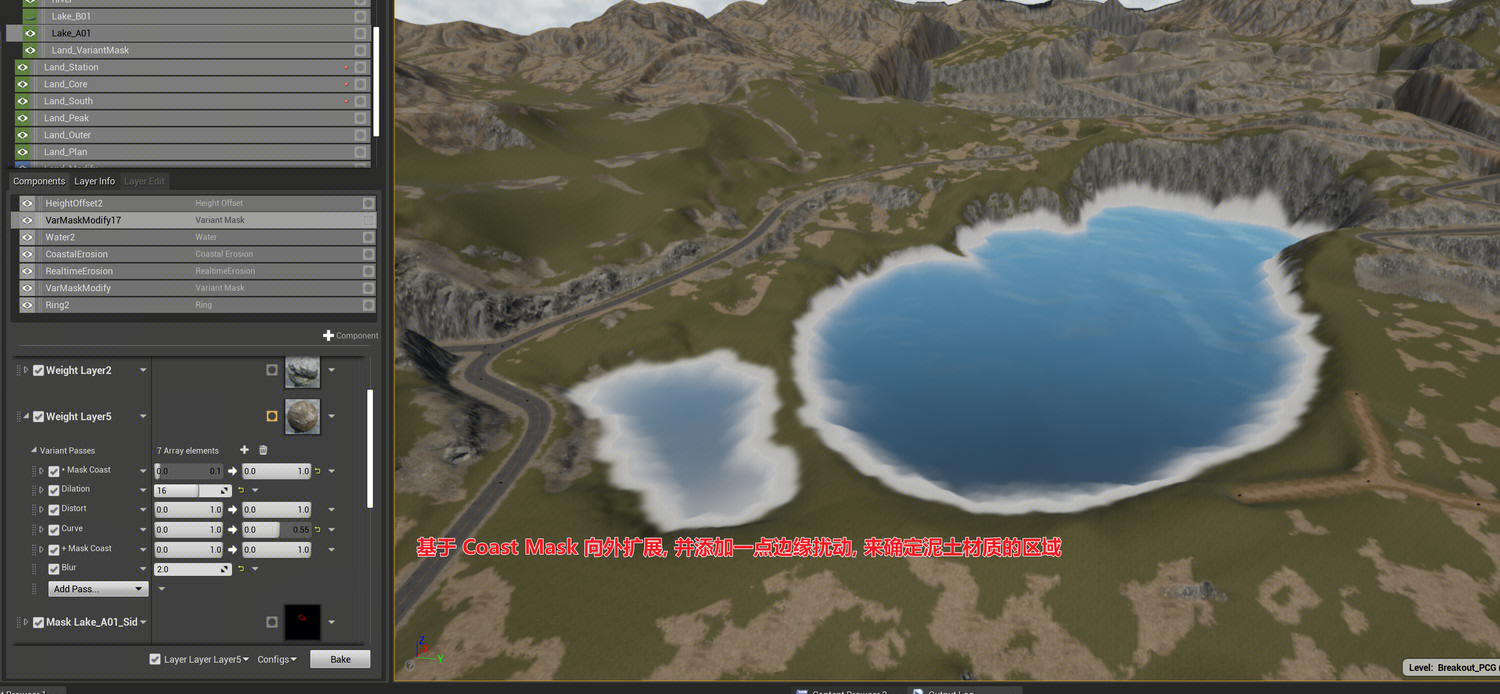 River
Lake_B01
Lake_A01
Land_VariantMask
Land_Station
Land_Core
Land_South
Land_Peak
Land_Outer
Land_Plan
Components Layer Info Layer Edit
HeightOffset2 Height Offset
VarMaskModify17 Variant Mask
Water2 Water
CoastalErosion Coastal Erosion
RealtimeErosion RealtimeErosion
VarMaskModify Variant Mask
Ring2 Ring
Component
Weight Layer2
Weight Layer5
Variant Passes 7 Array elements
* Mask Coast 0.0 0.1 0.0 1.0
Dilation 16
Distort 0.0 1.0 0.0 1.0
Curve 0.0 1.0 0.0 0.55
+ Mask Coast 0.0 1.0 0.0 1.0
Blur 2.0
Add Pass...
Mask Lake_A01_Sid
Layer Layer Layer5 Configs Bake
基于 Coast Mask 向外扩展, 并添加一点边缘扰动, 来确定泥土材质的区域
Z
Y
Level: Breakout_PCG
Content Browser 2 Output Log